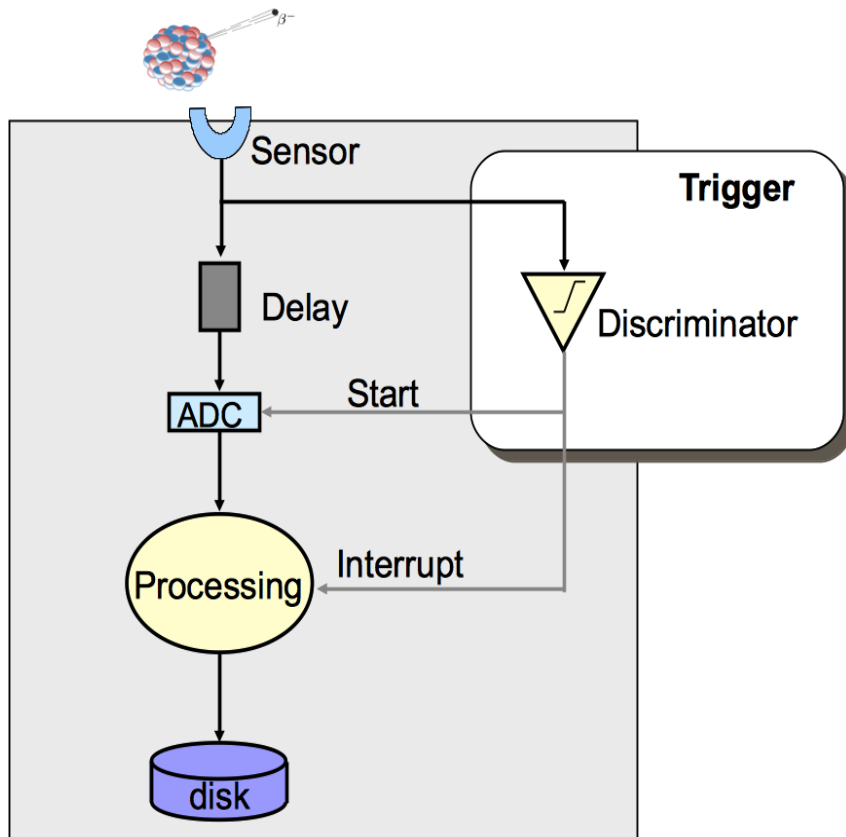 β⁻
Sensor
Trigger
Delay
Discriminator
Start
ADC
Interrupt
Processing
disk